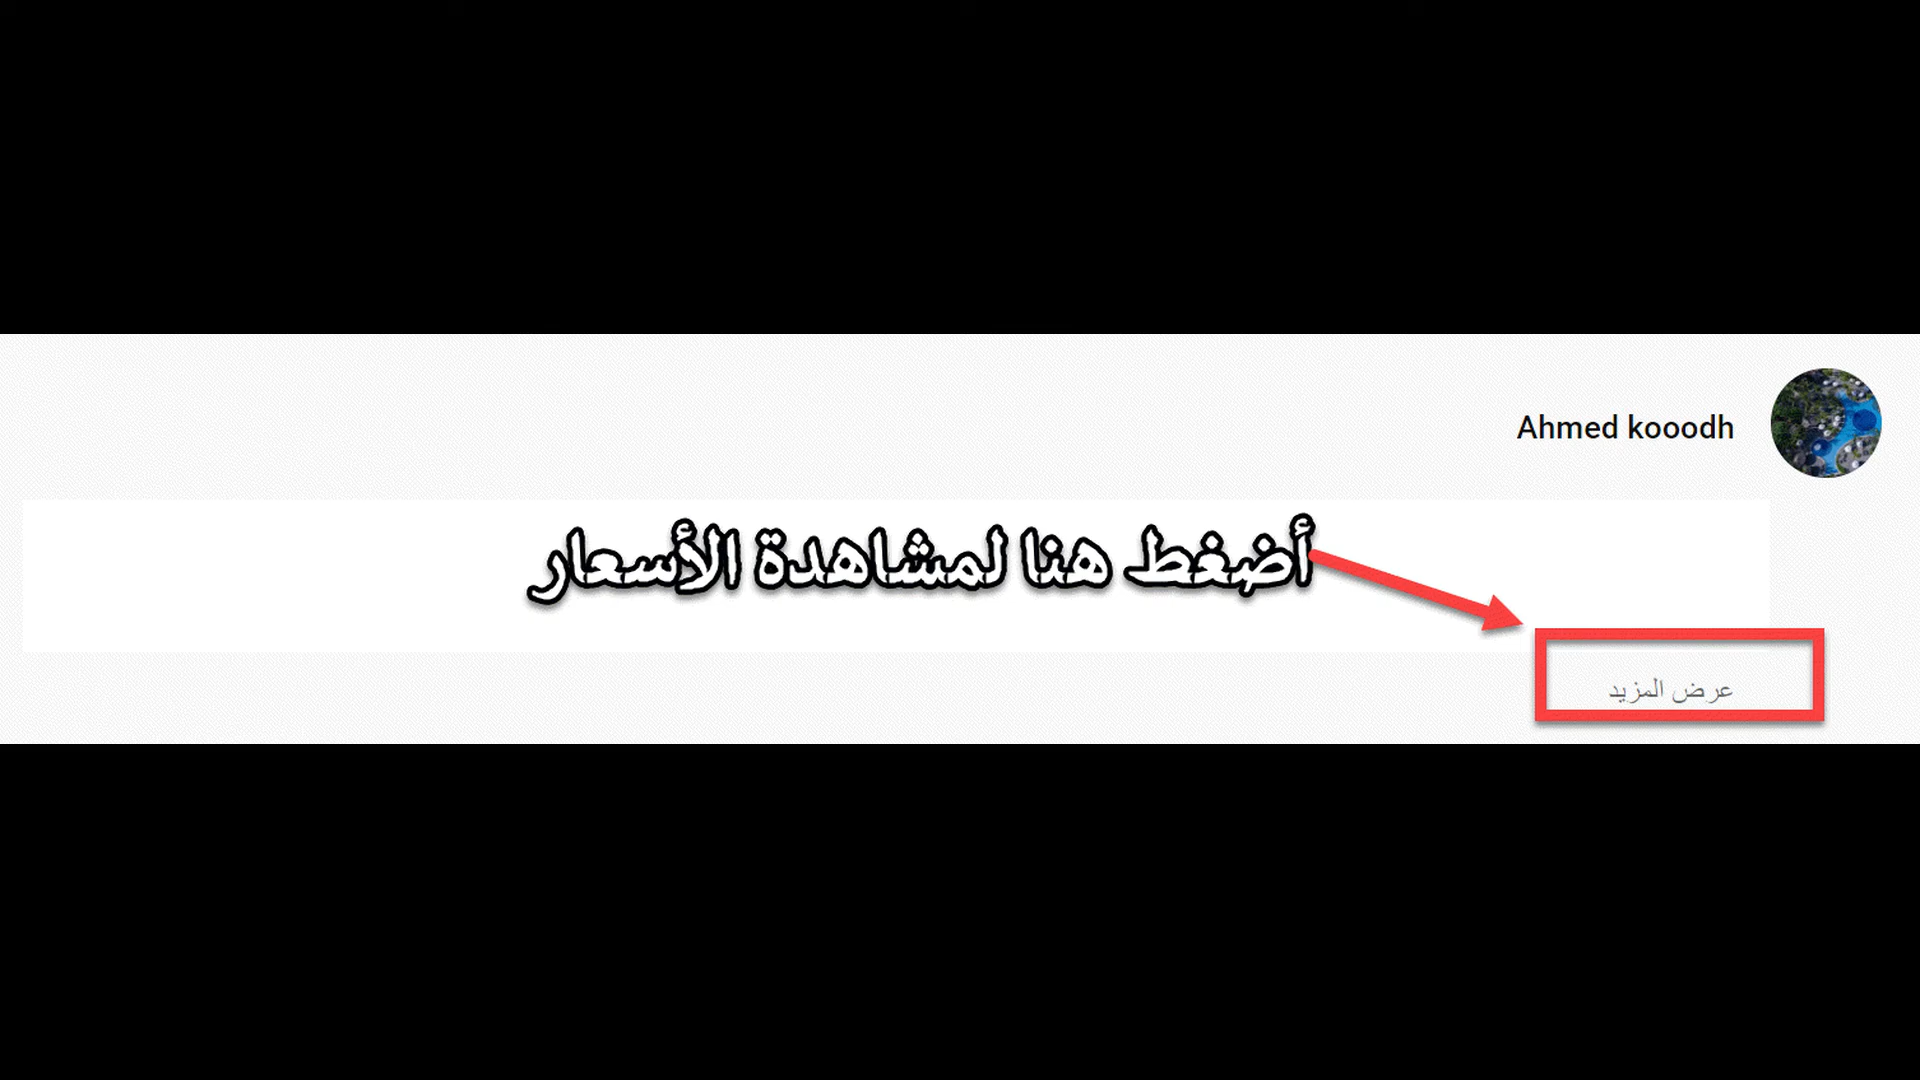 Ahmed kooodh
أضغط هنا لمشاهدة الأسعار
عرض المزيد